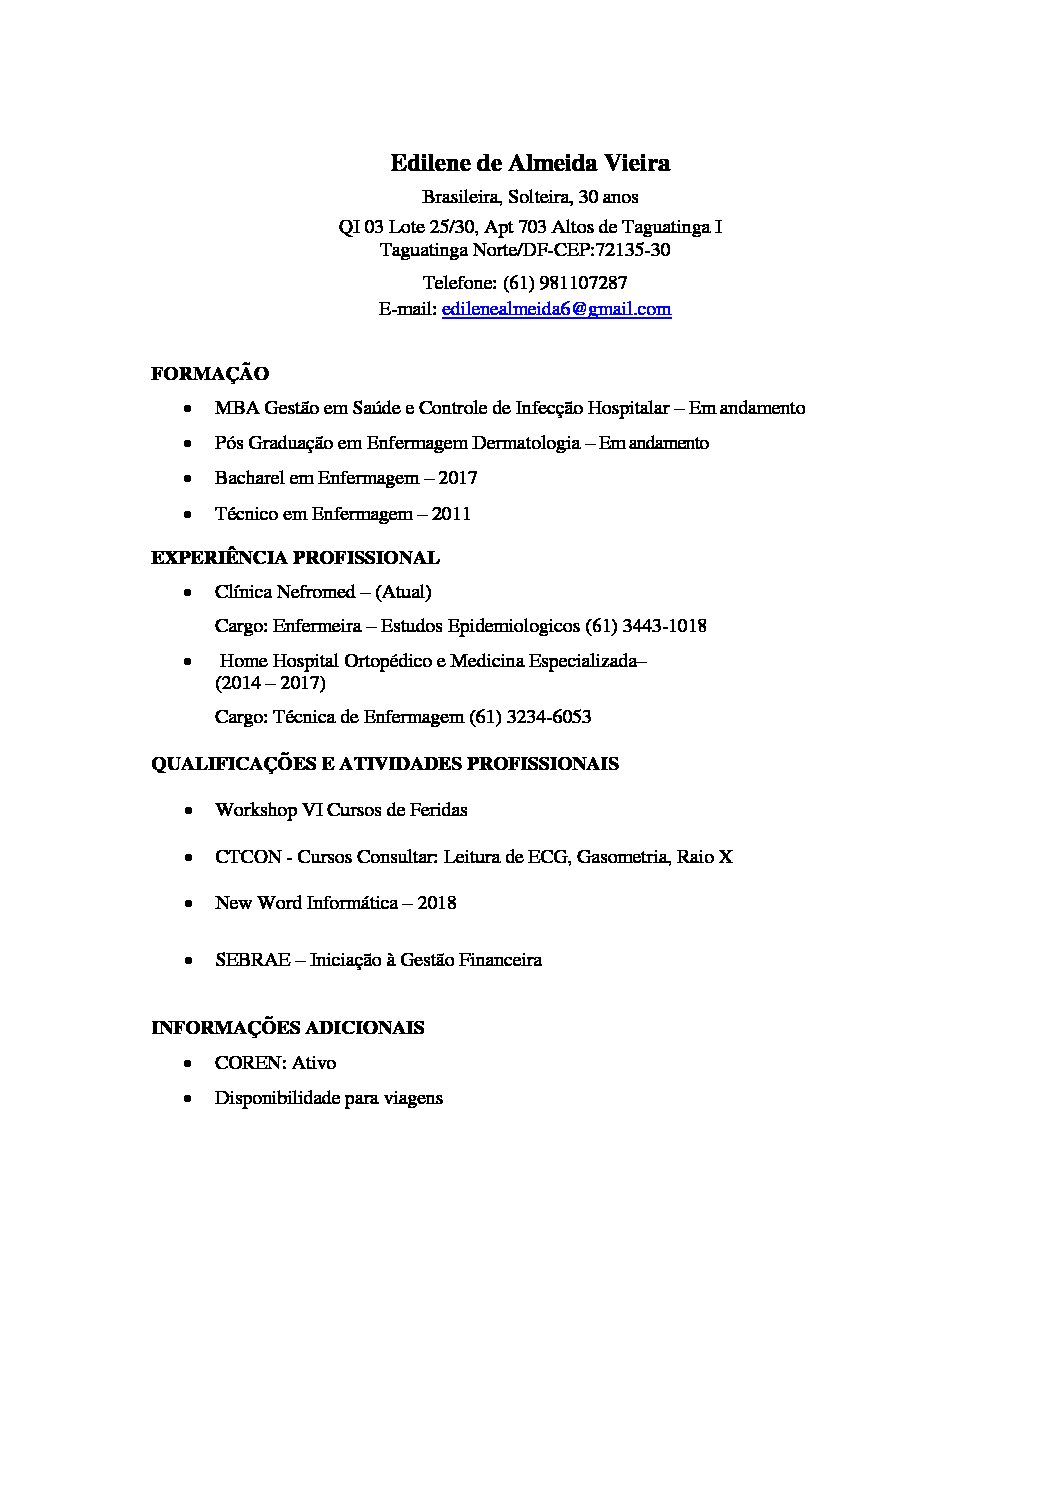 Edilene de Almeida Vieira
Brasileira, Solteira, 30 anos
QI 03 Lote 25/30, Apt 703 Altos de Taguatinga I
Taguatinga Norte/DF-CEP:72135-30
Telefone: (61) 981107287
E-mail: edilenealmeida6@gmail.com
FORMAÇÃO
• MBA Gestão em Saúde e Controle de Infecção Hospitalar – Em andamento
• Pós Graduação em Enfermagem Dermatologia – Em andamento
• Bacharel em Enfermagem – 2017
• Técnico em Enfermagem – 2011
EXPERIÊNCIA PROFISSIONAL
• Clínica Nefromed – (Atual)
Cargo: Enfermeira – Estudos Epidemiologicos (61) 3443-1018
• Home Hospital Ortopédico e Medicina Especializada–
(2014 – 2017)
Cargo: Técnica de Enfermagem (61) 3234-6053
QUALIFICAÇÕES E ATIVIDADES PROFISSIONAIS
• Workshop VI Cursos de Feridas
• CTCON - Cursos Consultar: Leitura de ECG, Gasometria, Raio X
• New Word Informática – 2018
• SEBRAE – Iniciação à Gestão Financeira
INFORMAÇÕES ADICIONAIS
• COREN: Ativo
• Disponibilidade para viagens